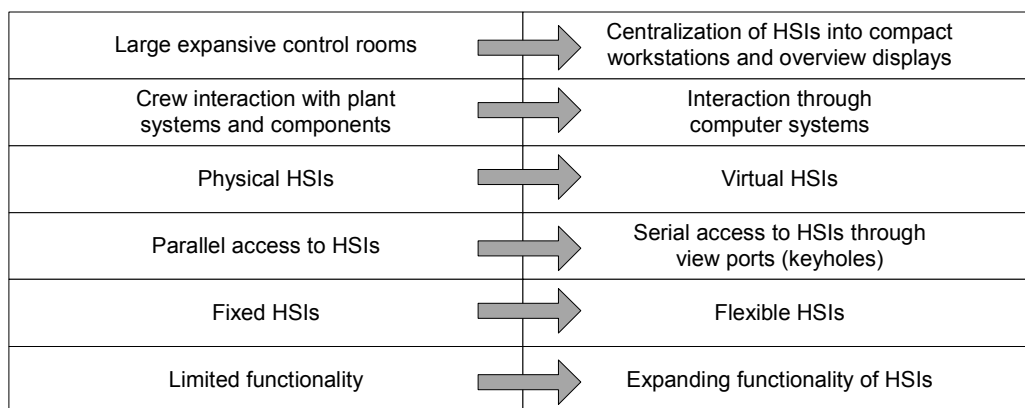 Large expansive control rooms
Centralization of HSIs into compact
workstations and overview displays
Crew interaction with plant
systems and components
Interaction through
computer systems
Physical HSIs
Virtual HSIs
Parallel access to HSIs
Serial access to HSIs through
view ports (keyholes)
Fixed HSIs
Flexible HSIs
Limited functionality
Expanding functionality of HSIs